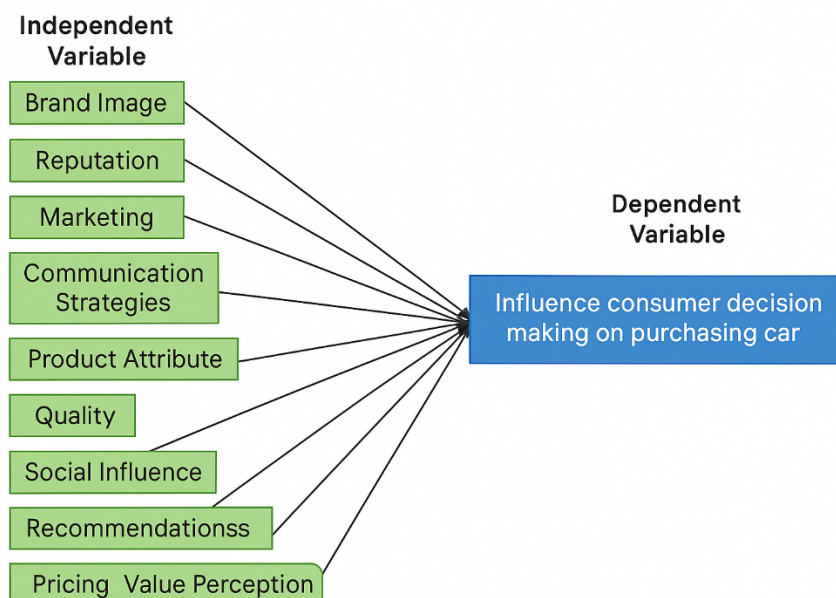 Independent
Variable
Brand Image
Reputation
Marketing
Communication
Strategies
Product Attribute
Quality
Social Influence
Recommendationss
Pricing Value Perception
Dependent
Variable
Influence consumer decision
making on purchasing car